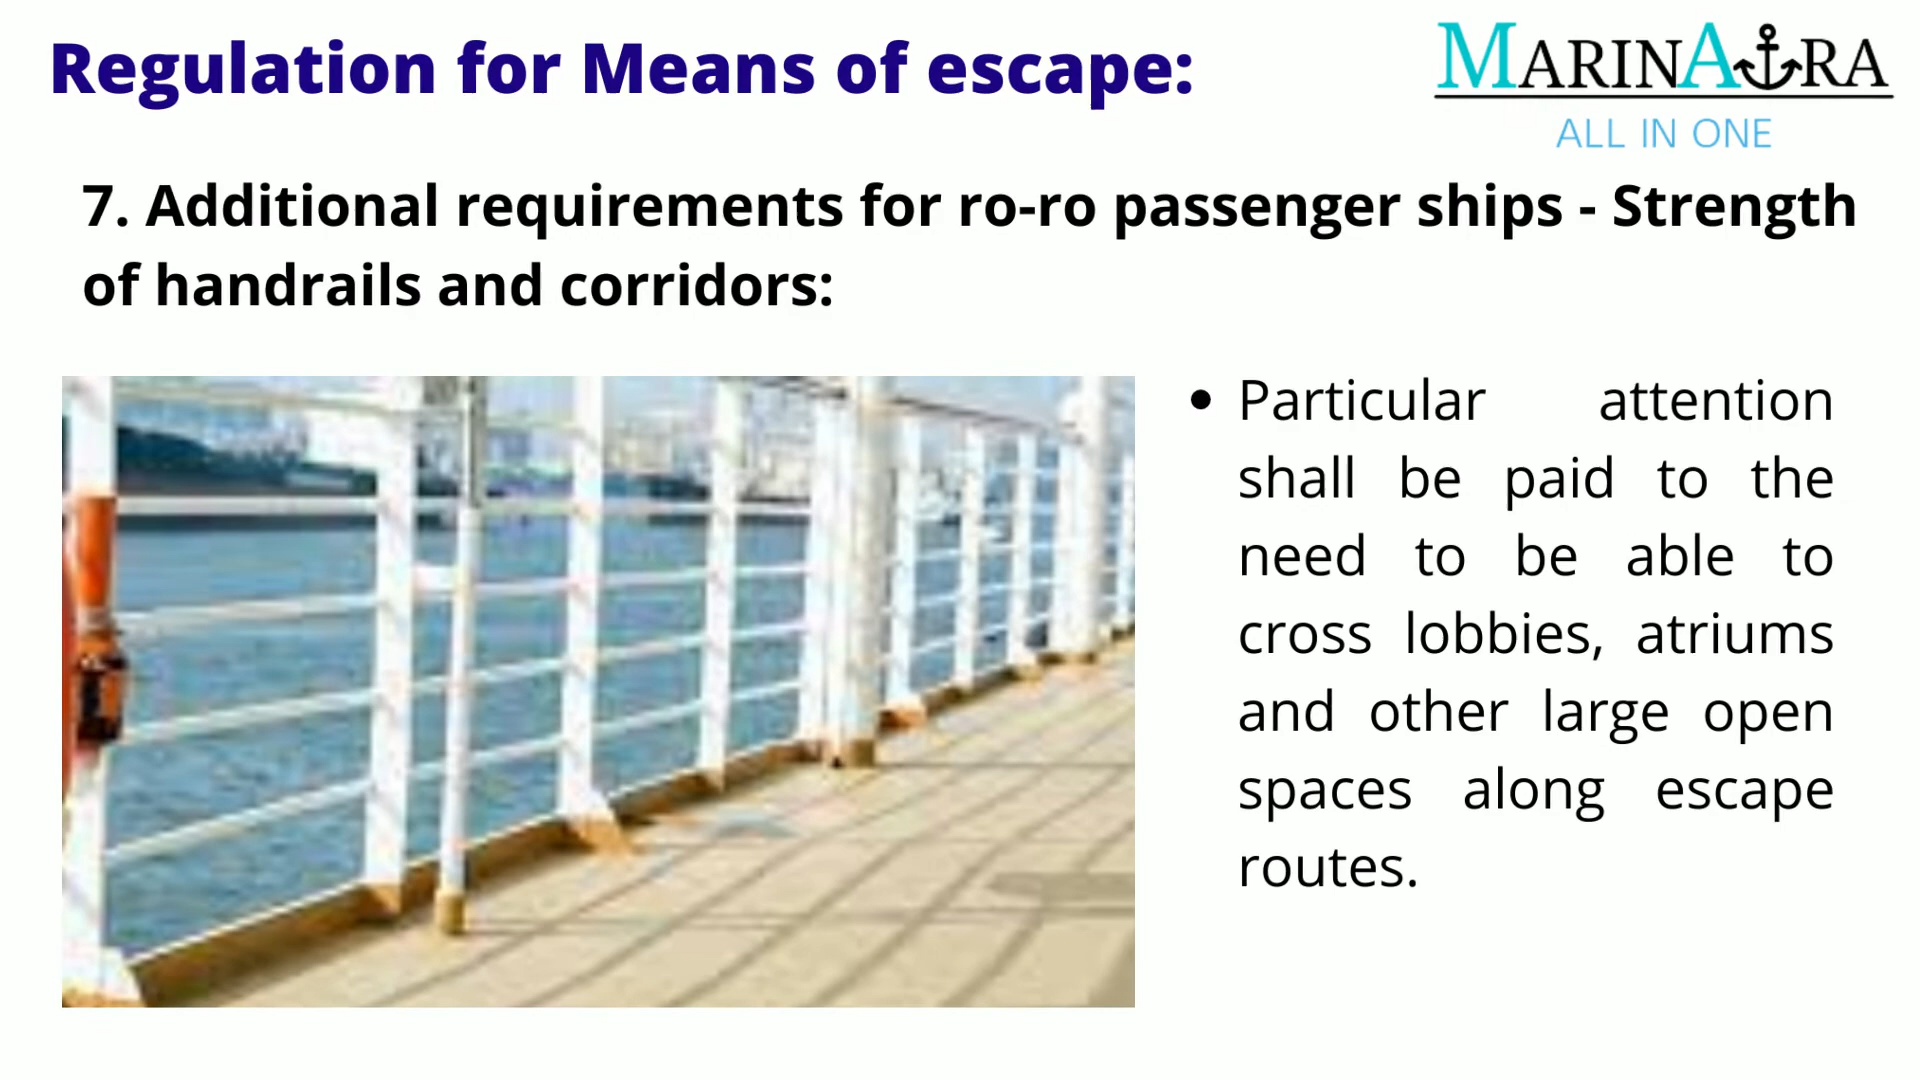 Regulation for Means of escape:
MARINAURA
ALL IN ONE
7. Additional requirements for ro-ro passenger ships - Strength
of handrails and corridors:
• Particular attention
shall be paid to the
need to be able to
cross lobbies, atriums
and other large open
spaces along escape
routes.